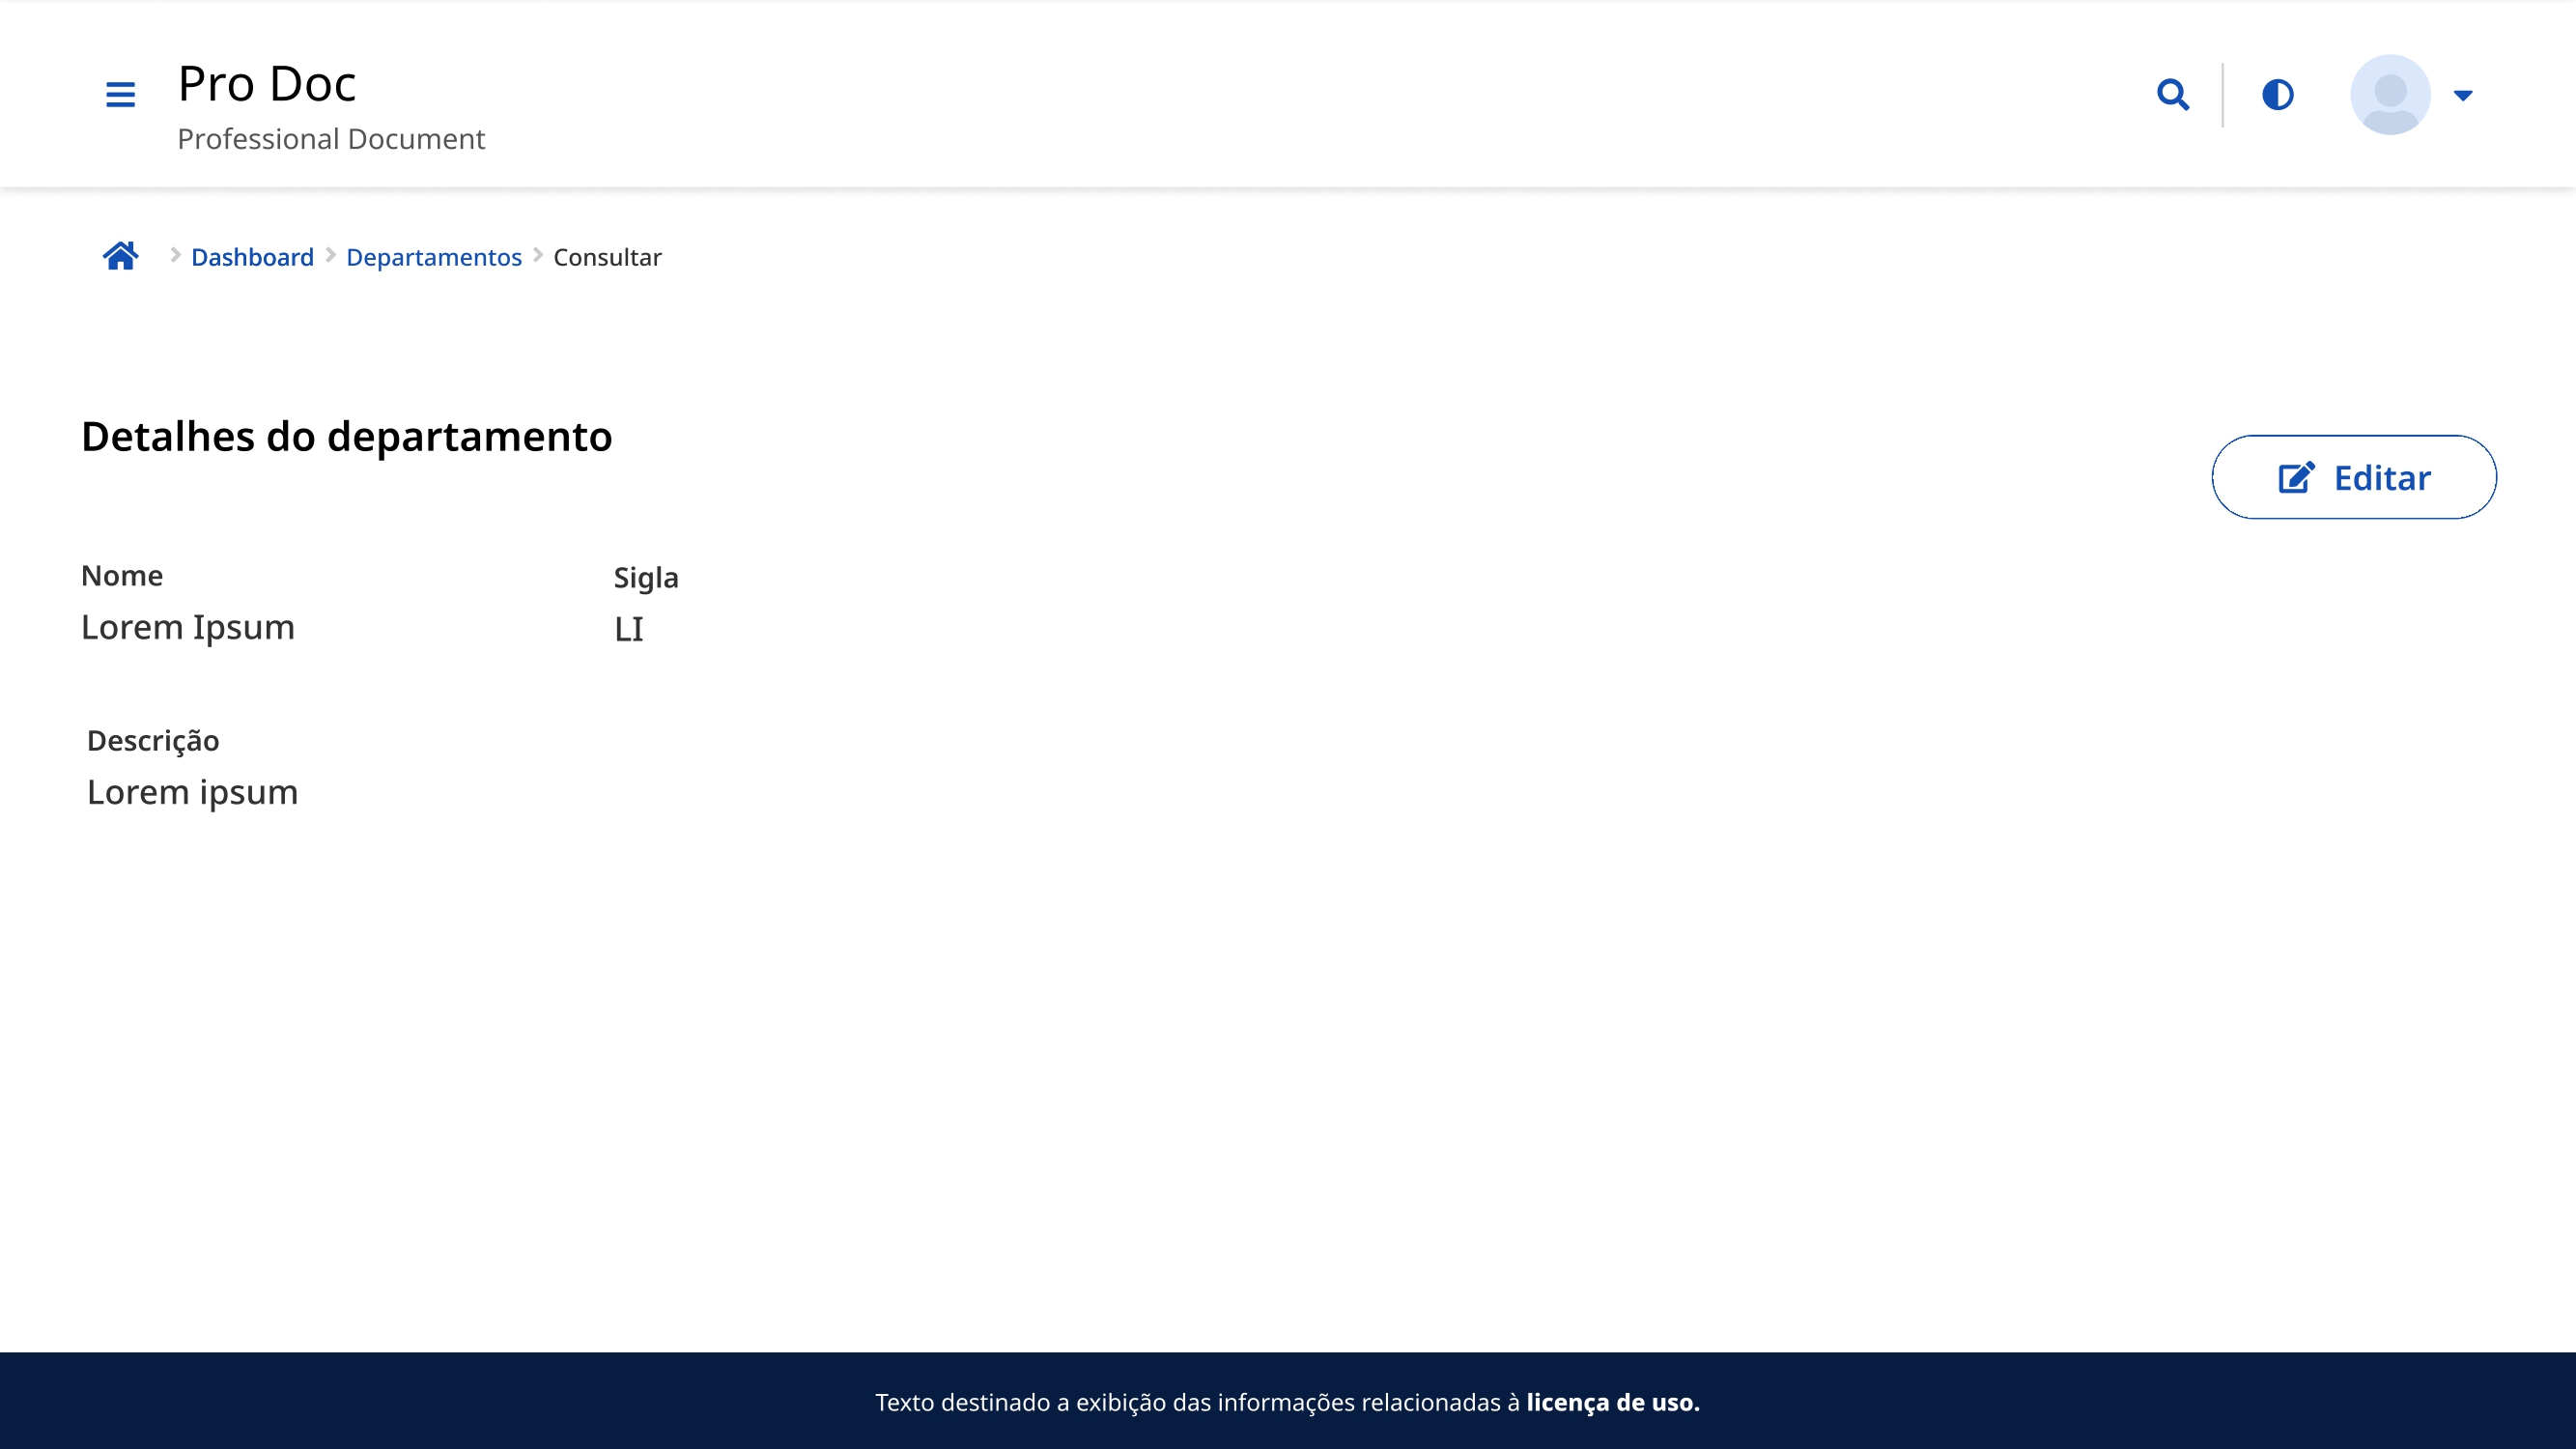 Pro Doc
Professional Document
Dashboard Departamentos Consultar
Detalhes do departamento
Editar
Nome
Lorem Ipsum
Sigla
LI
Descrição
Lorem ipsum
Texto destinado a exibição das informações relacionadas à licença de uso.